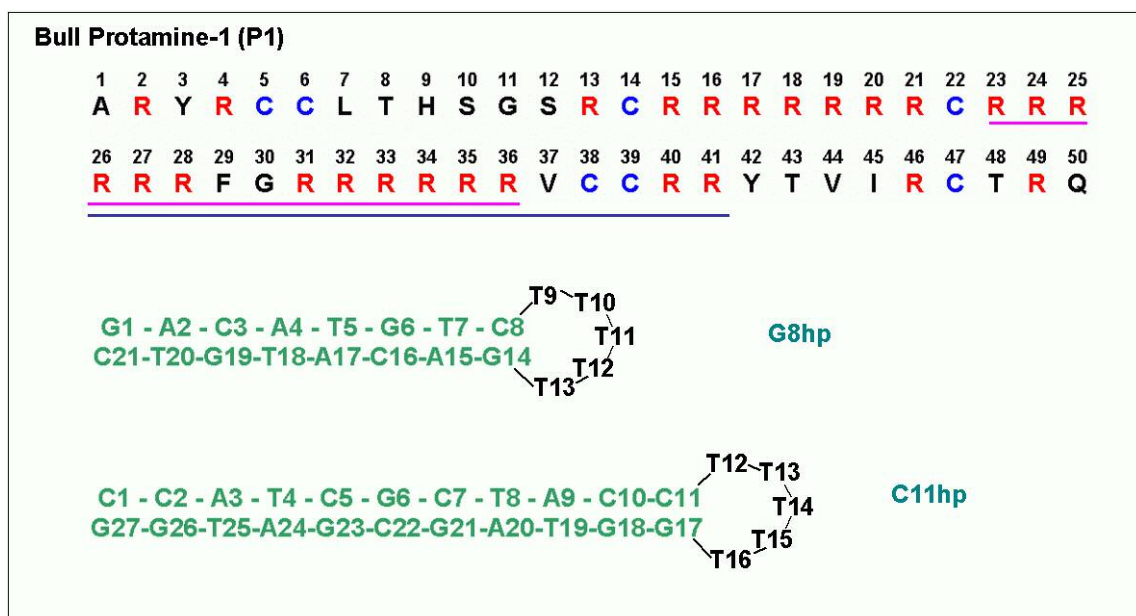 Bull Protamine-1 (P1)
1 2 3 4 5 6 7 8 9 10 11 12 13 14 15 16 17 18 19 20 21 22 23 24 25
A R Y R C C L T H S G S R C R R R R R R R C R R R
26 27 28 29 30 31 32 33 34 35 36 37 38 39 40 41 42 43 44 45 46 47 48 49 50
R R R F G R R R R R R V C C R R Y T V I R C T R Q
T9 T10
G1 - A2 - C3 - A4 - T5 - G6 - T7 - C8
T11
G8hp
C21-T20-G19-T18-A17-C16-A15-G14
T12
T13
T12 T13
C1 - C2 - A3 - T4 - C5 - G6 - C7 - T8 - A9 - C10-C11
C11hp
T14
G27-G26-T25-A24-G23-C22-G21-A20-T19-G18-G17
T15
T16